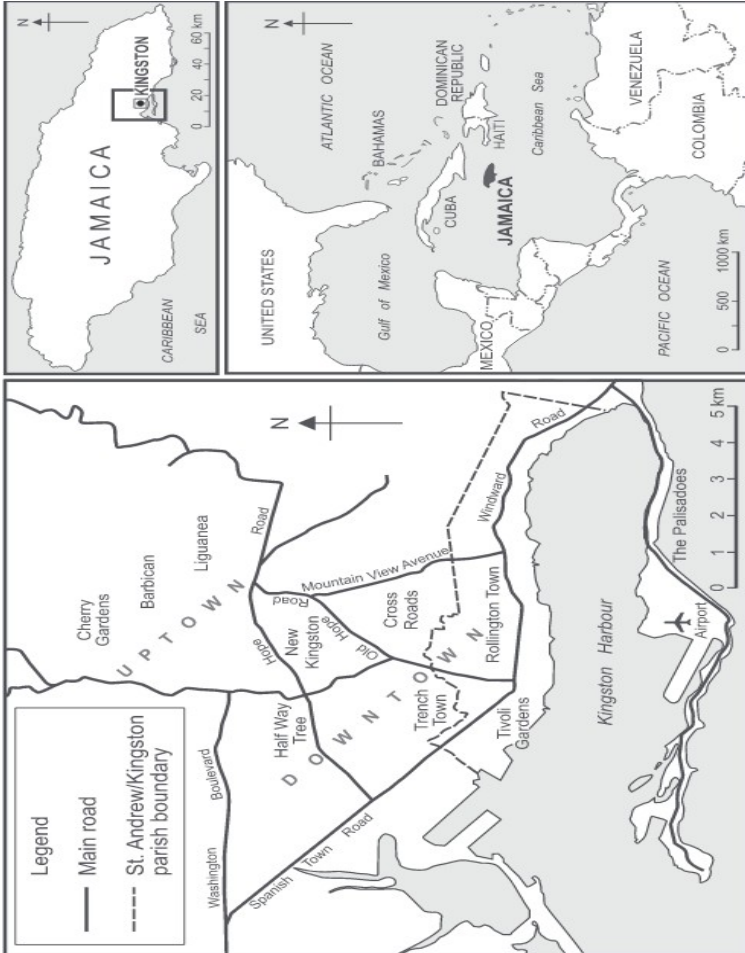 Legend
Main road
St. Andrew/Kingston
parish boundary
N
Cherry
Gardens
Barbican
Liguanea
UPTOWN
Washington
Boulevard
Half Way
Tree
Hope
Road
New
Kingston
Old
Hope
Road
Mountain View Avenue
Cross
Roads
DOWNTOWN
Spanish
Town
Road
Trench
Town
Rollington Town
Windward
Road
Tivoli
Gardens
Kingston Harbour
Airport
The Palisadoes
0 1 2 3 4 5 km
N
JAMAICA
KINGSTON
CARIBBEAN
SEA
0 20 40 60 km
N
UNITED STATES
ATLANTIC OCEAN
Gulf of Mexico
BAHAMAS
CUBA
DOMINICAN
REPUBLIC
HAITI
MEXICO
JAMAICA
Caribbean Sea
PACIFIC OCEAN
VENEZUELA
COLOMBIA
0 500 1000 km